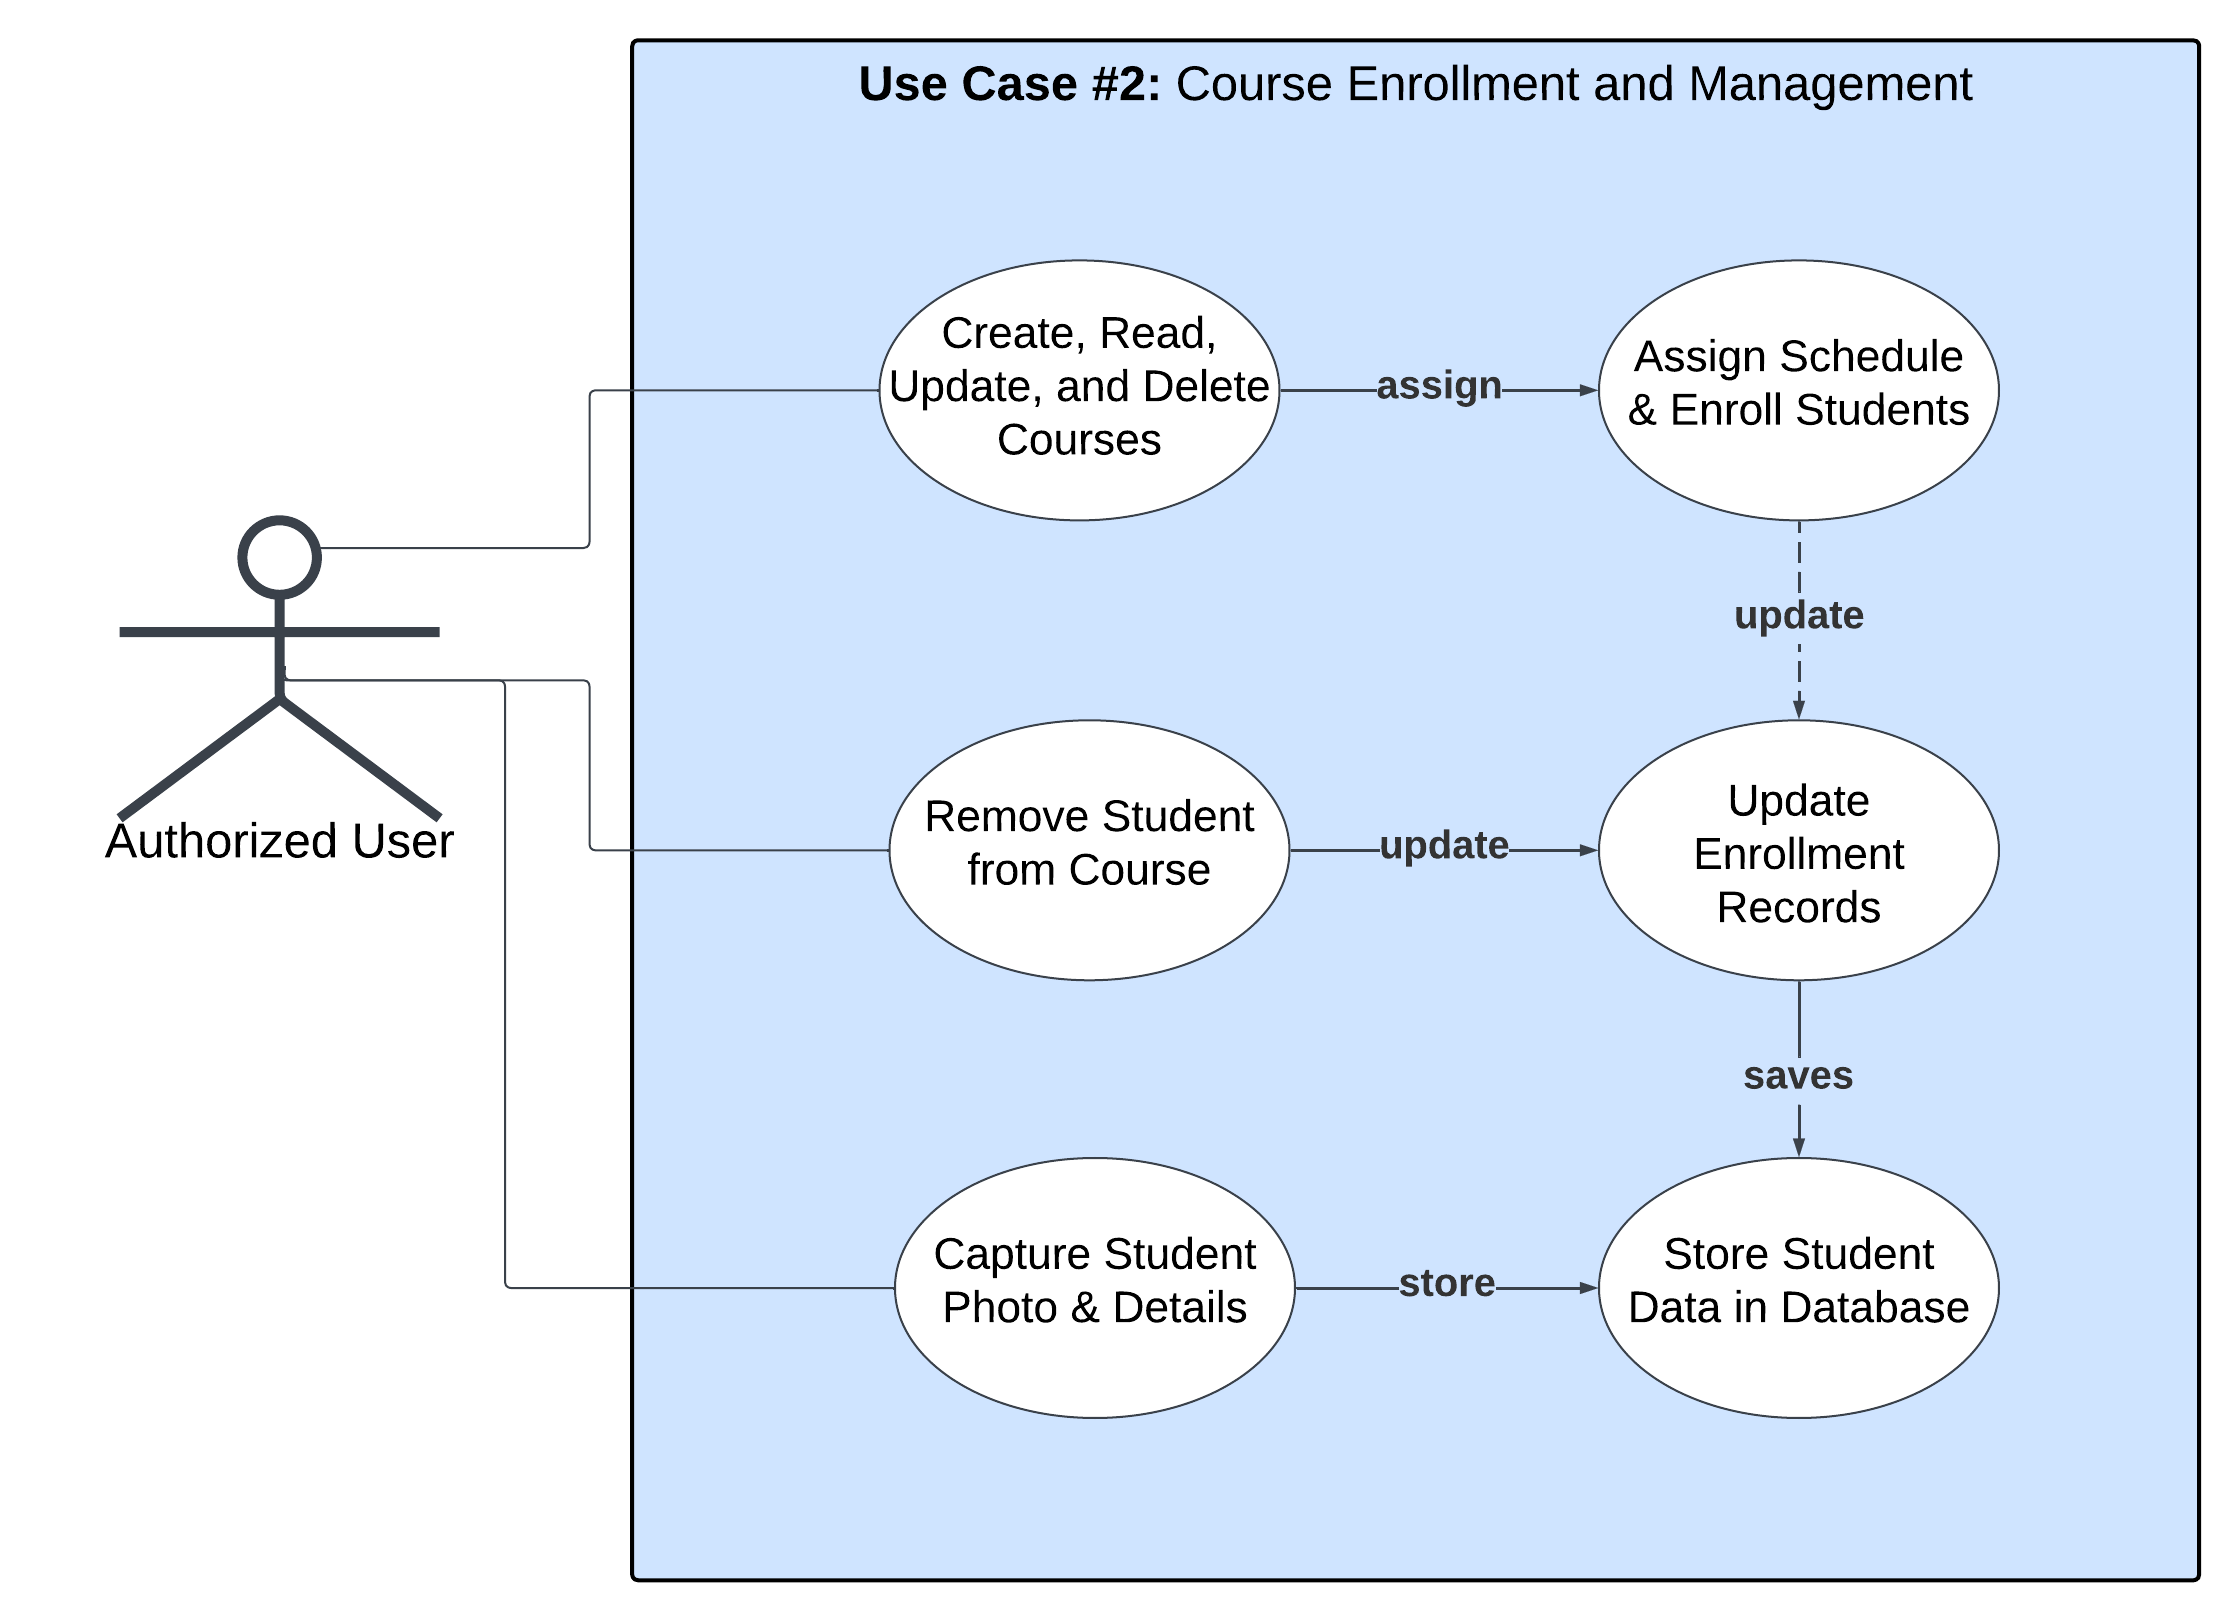 Use Case #2: Course Enrollment and Management
Create, Read,
Update, and Delete
Courses
assign
Assign Schedule
& Enroll Students
update
Authorized User
Remove Student
from Course
update
Update
Enrollment
Records
saves
Capture Student
Photo & Details
store
Store Student
Data in Database